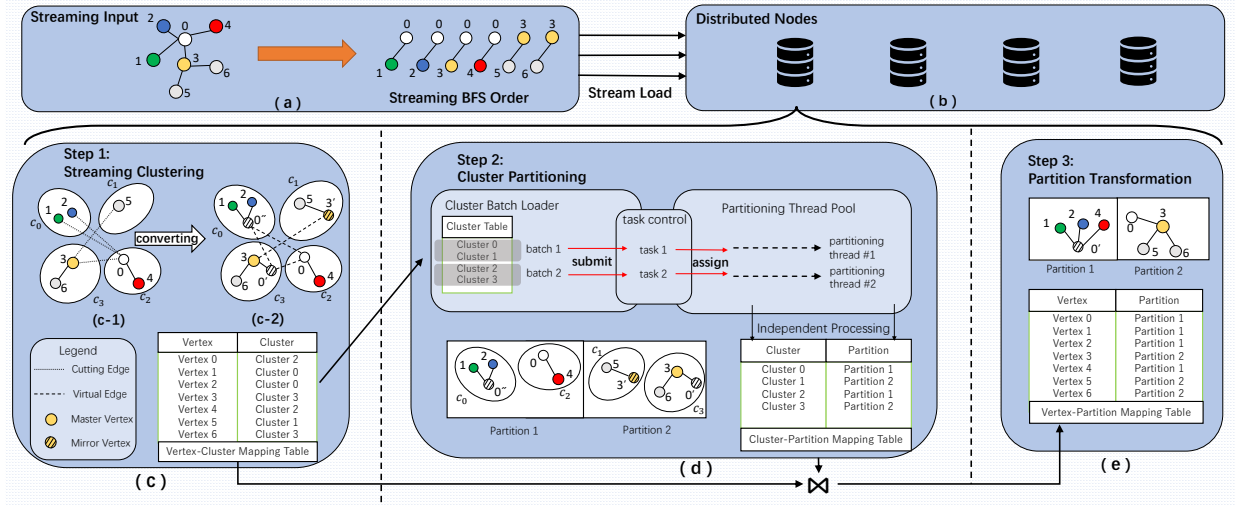 Streaming Input
2
0
4
1
3
6
5
( a )
0
0
0
0
3
3
1
2
3
4
5
6
Streaming BFS Order
Stream Load
Distributed Nodes
( b )
Step 1:
Streaming Clustering
c₁
1
2
5
c₀
3
6
0
4
c₃
c₂
(c-1)
converting
c₁
2
1
0″
5
3′
c₀
3
6
0′
0
4
c₃
c₂
(c-2)
Legend
Cutting Edge
Virtual Edge
Master Vertex
Mirror Vertex
Vertex Cluster
Vertex 0 Cluster 2
Vertex 1 Cluster 0
Vertex 2 Cluster 0
Vertex 3 Cluster 3
Vertex 4 Cluster 2
Vertex 5 Cluster 1
Vertex 6 Cluster 3
Vertex-Cluster Mapping Table
( c )
Step 2:
Cluster Partitioning
Cluster Batch Loader
Cluster Table
Cluster 0
Cluster 1
Cluster 2
Cluster 3
batch 1
batch 2
submit
task control
task 1
task 2
assign
Partitioning Thread Pool
partitioning
thread #1
partitioning
thread #2
Independent Processing
1
2
0″
c₀
0
4
c₂
c₁
5
3′
3
6
0′
c₃
Partition 1
Partition 2
Cluster Partition
Cluster 0 Partition 1
Cluster 1 Partition 2
Cluster 2 Partition 1
Cluster 3 Partition 2
Cluster-Partition Mapping Table
( d )
Step 3:
Partition Transformation
1
2
4
0′
0
3
5
6
Partition 1
Partition 2
Vertex Partition
Vertex 0 Partition 1
Vertex 1 Partition 1
Vertex 2 Partition 1
Vertex 3 Partition 2
Vertex 4 Partition 1
Vertex 5 Partition 2
Vertex 6 Partition 2
Vertex-Partition Mapping Table
( e )